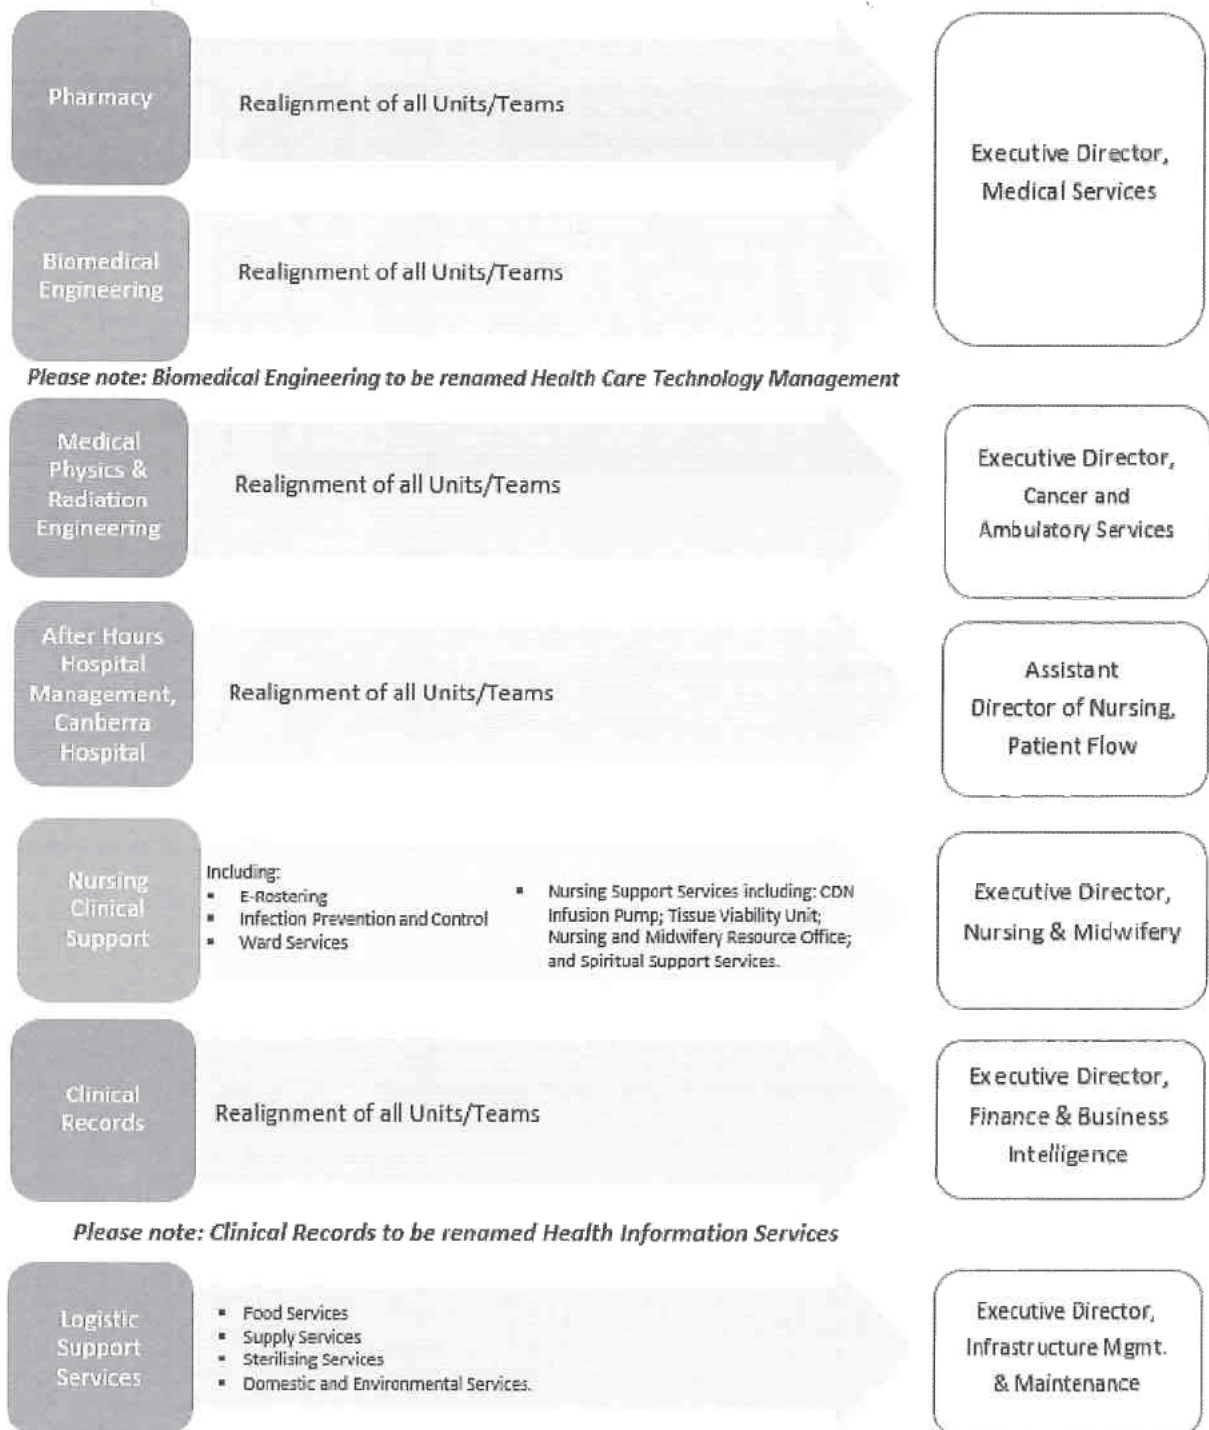 Pharmacy
Realignment of all Units/Teams
Executive Director,
Medical Services
Biomedical
Engineering
Realignment of all Units/Teams
Please note: Biomedical Engineering to be renamed Health Care Technology Management
Medical
Physics &
Radiation
Engineering
Realignment of all Units/Teams
Executive Director,
Cancer and
Ambulatory Services
After Hours
Hospital
Management,
Canberra
Hospital
Realignment of all Units/Teams
Assistant
Director of Nursing,
Patient Flow
Nursing
Clinical
Support
Including:
▪ E-Rostering
▪ Infection Prevention and Control
▪ Ward Services
▪ Nursing Support Services including: CDN
Infusion Pump; Tissue Viability Unit;
Nursing and Midwifery Resource Office;
and Spiritual Support Services.
Executive Director,
Nursing & Midwifery
Clinical
Records
Realignment of all Units/Teams
Executive Director,
Finance & Business
Intelligence
Please note: Clinical Records to be renamed Health Information Services
Logistic
Support
Services
▪ Food Services
▪ Supply Services
▪ Sterilising Services
▪ Domestic and Environmental Services.
Executive Director,
Infrastructure Mgmt.
& Maintenance